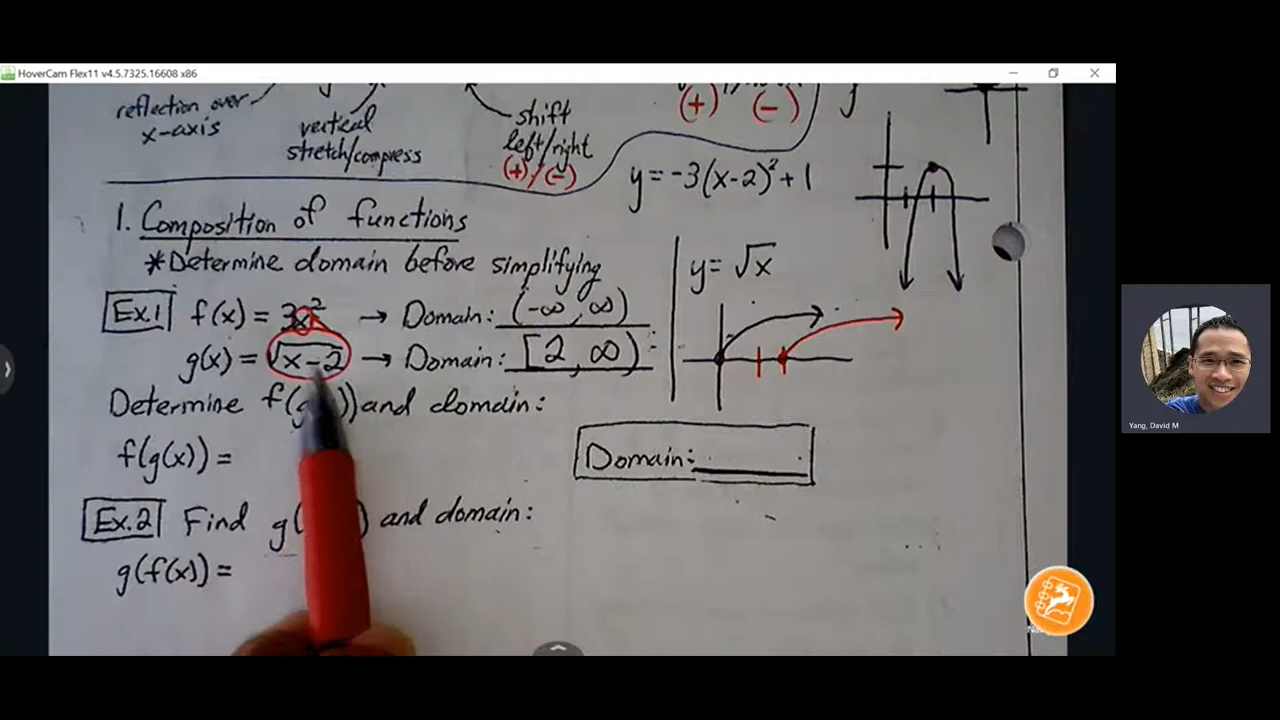 HoverCam Flex11 v4.5.7325.16608 x86
reflection over
x-axis
vertical
stretch/compress
shift
left/right
(+)/(-)
(+) (-)
y
y = -3(x-2)² + 1
1. Composition of functions
*Determine domain before simplifying
Ex.1 f(x) = 3x² → Domain: (-∞, ∞)
g(x) = √x-2 → Domain: [2, ∞)
y = √x
Determine f(g and domain:
f(g(x)) =
Domain:
Ex.2 Find g( ) and domain:
g(f(x)) =
Yang, David M